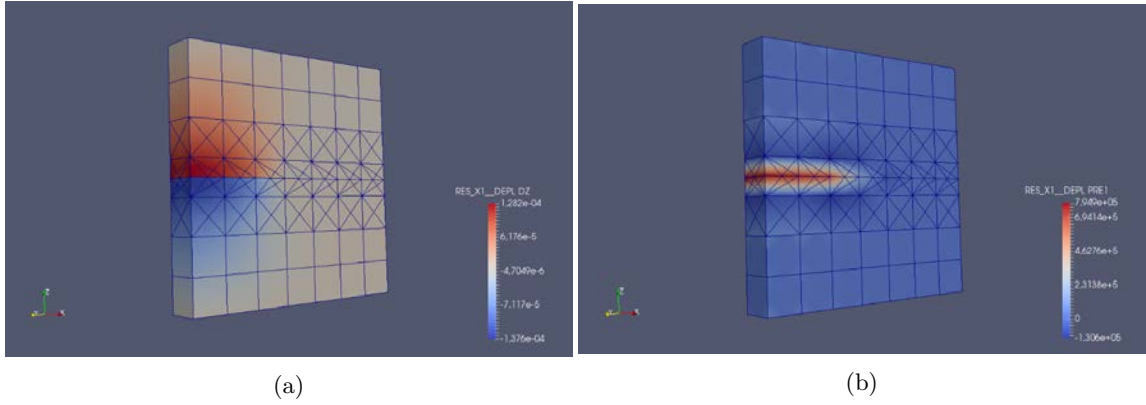 RES_X1__DEPL DZ
1,282e-04
6,176e-5
-4,7049e-6
-7,117e-5
-1,376e-04
Z
X
RES_X1__DEPL PRE1
7,949e+05
6,9414e+5
4,6276e+5
2,3138e+5
0
-1,306e+05
Z
X
(a)
(b)